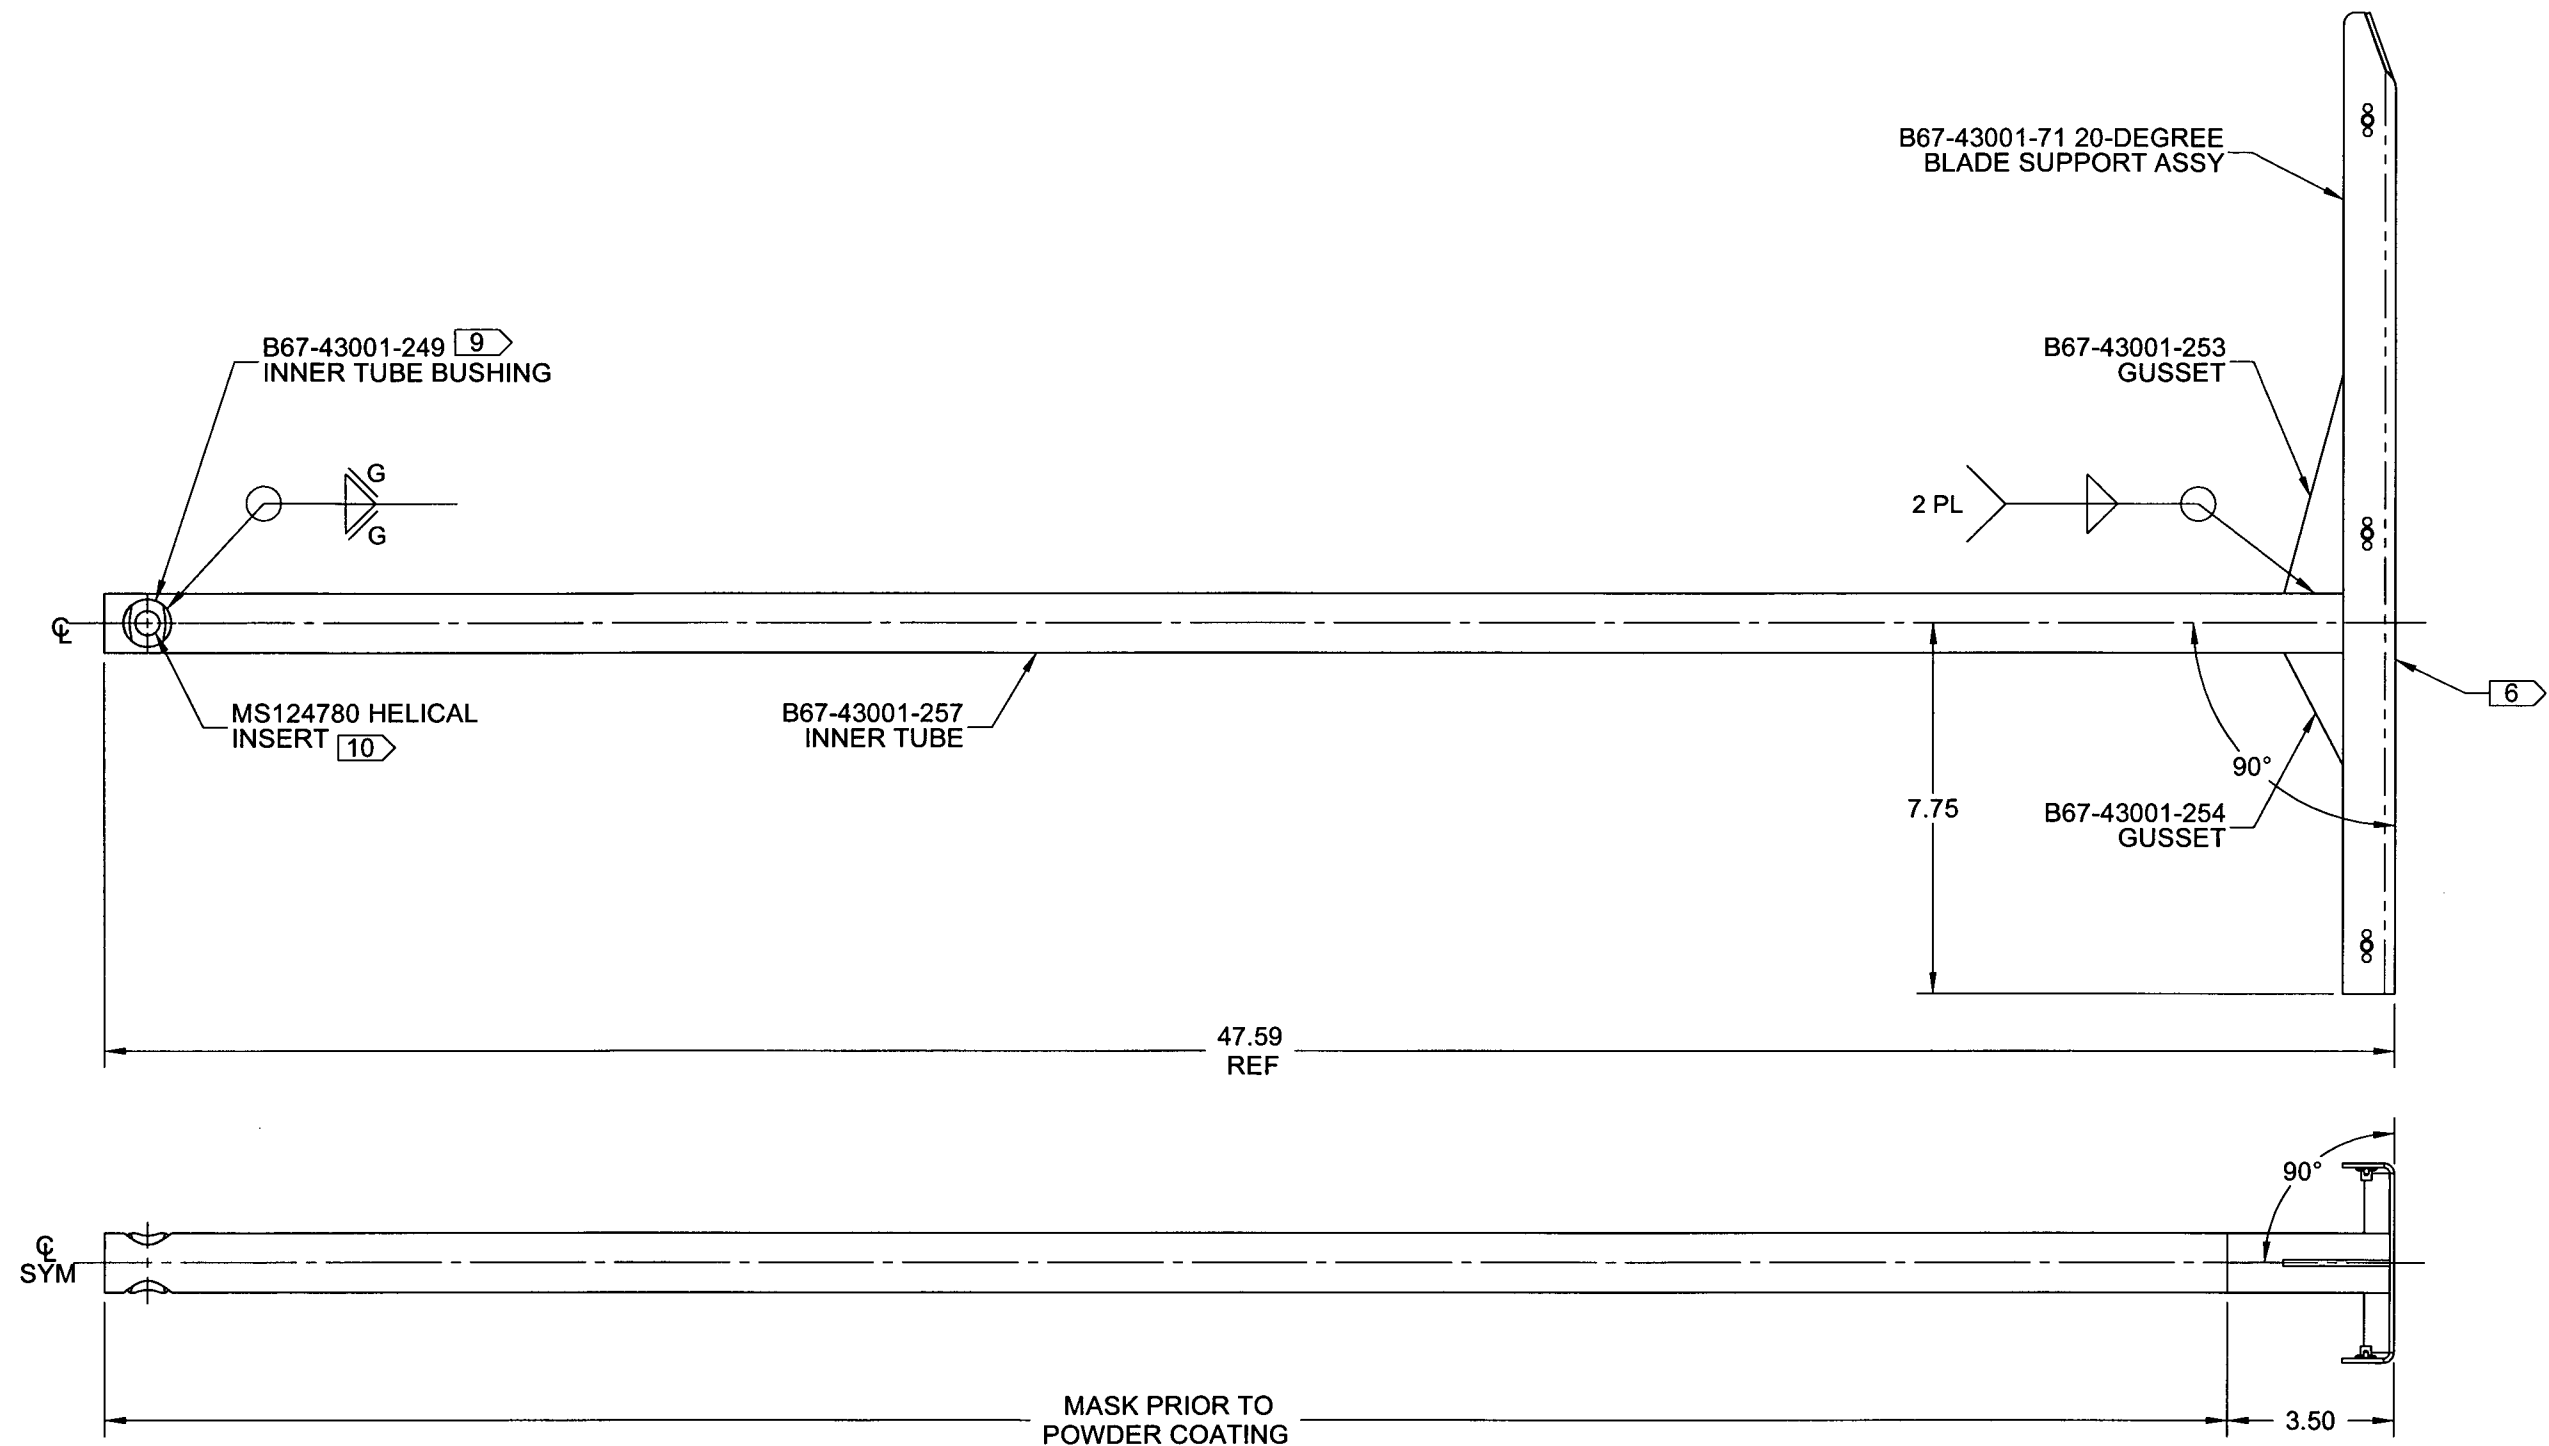 B67-43001-71 20-DEGREE
BLADE SUPPORT ASSY
B67-43001-249 9
INNER TUBE BUSHING
B67-43001-253
GUSSET
G
G
2 PL
CL
MS124780 HELICAL
INSERT 10
B67-43001-257
INNER TUBE
6
90°
7.75
B67-43001-254
GUSSET
47.59
REF
90°
CL
SYM
MASK PRIOR TO
POWDER COATING
3.50